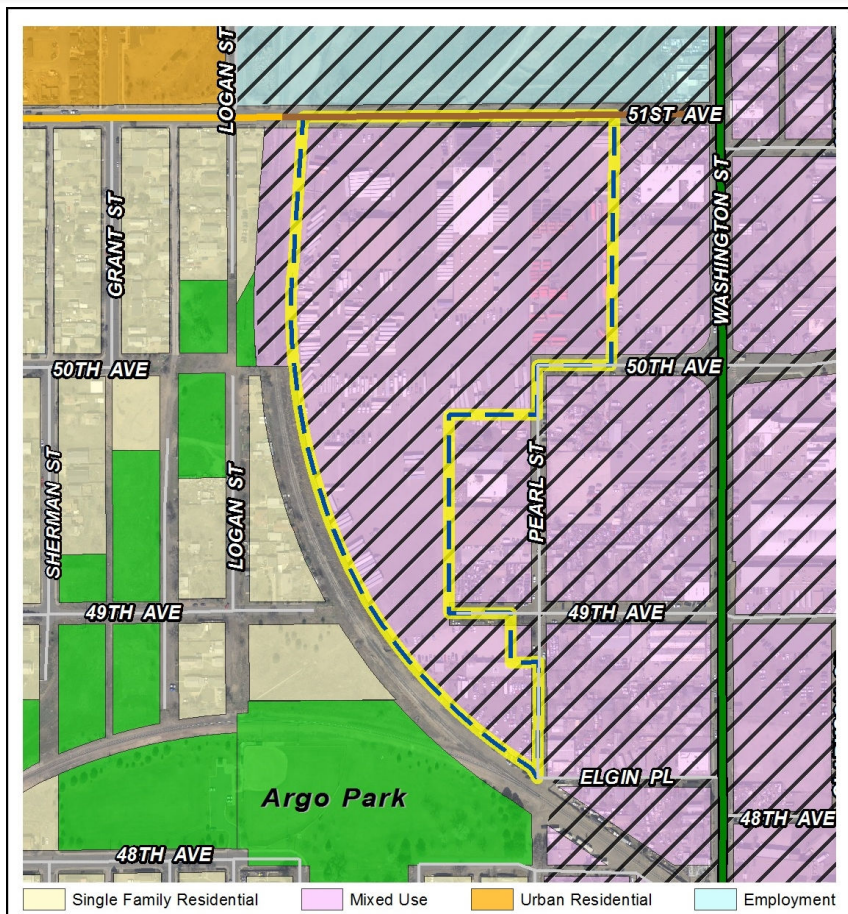 LOGAN ST
51ST AVE
GRANT ST
WASHINGTON ST
50TH AVE
50TH AVE
SHERMAN ST
LOGAN ST
PEARL ST
49TH AVE
49TH AVE
ELGIN PL
Argo Park
48TH AVE
48TH AVE
Single Family Residential
Mixed Use
Urban Residential
Employment